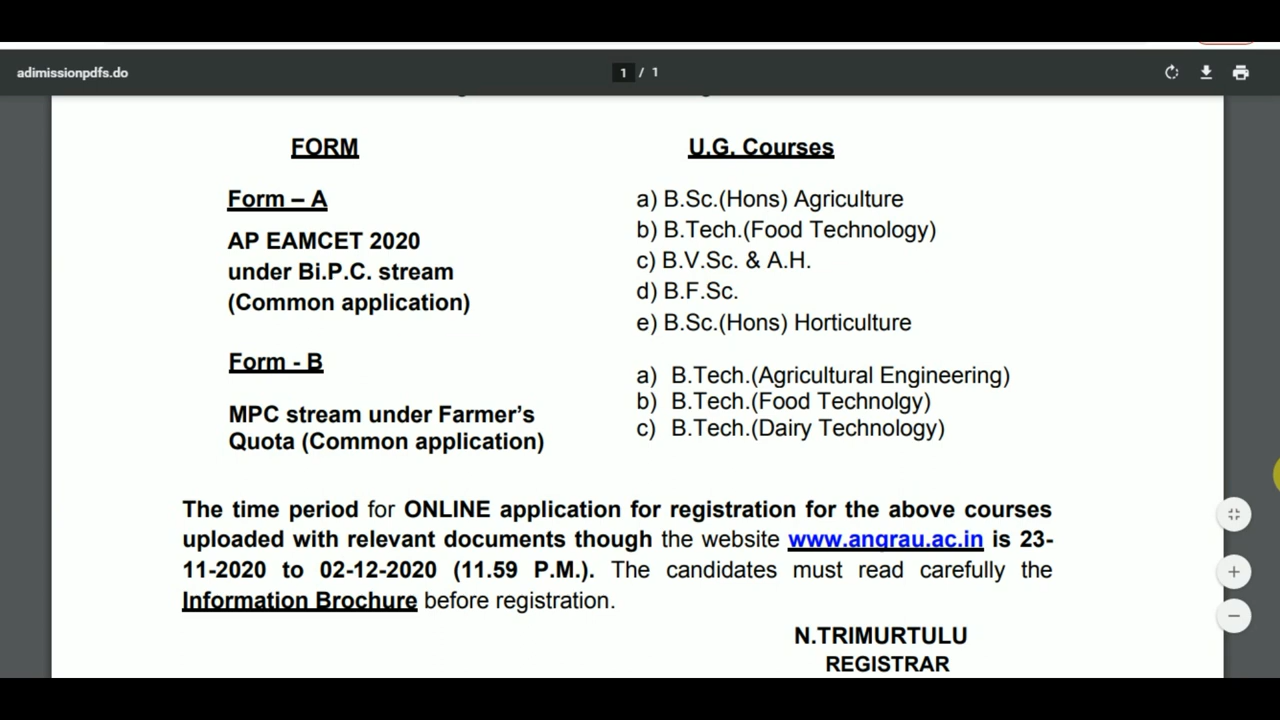 adimissionpdfs.do
1 / 1
FORM
U.G. Courses
Form – A
AP EAMCET 2020
under Bi.P.C. stream
(Common application)
a) B.Sc.(Hons) Agriculture
b) B.Tech.(Food Technology)
c) B.V.Sc. & A.H.
d) B.F.Sc.
e) B.Sc.(Hons) Horticulture
Form - B
MPC stream under Farmer's
Quota (Common application)
a) B.Tech.(Agricultural Engineering)
b) B.Tech.(Food Technolgy)
c) B.Tech.(Dairy Technology)
The time period for ONLINE application for registration for the above courses
uploaded with relevant documents though the website www.angrau.ac.in is 23-
11-2020 to 02-12-2020 (11.59 P.M.). The candidates must read carefully the
Information Brochure before registration.
N.TRIMURTULU
REGISTRAR